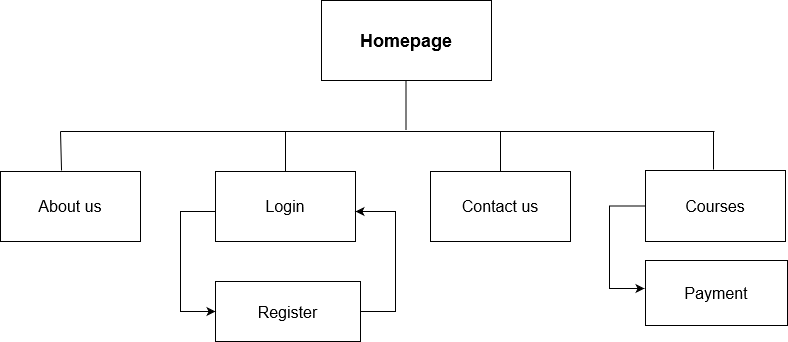 Homepage
About us
Login
Contact us
Courses
Register
Payment